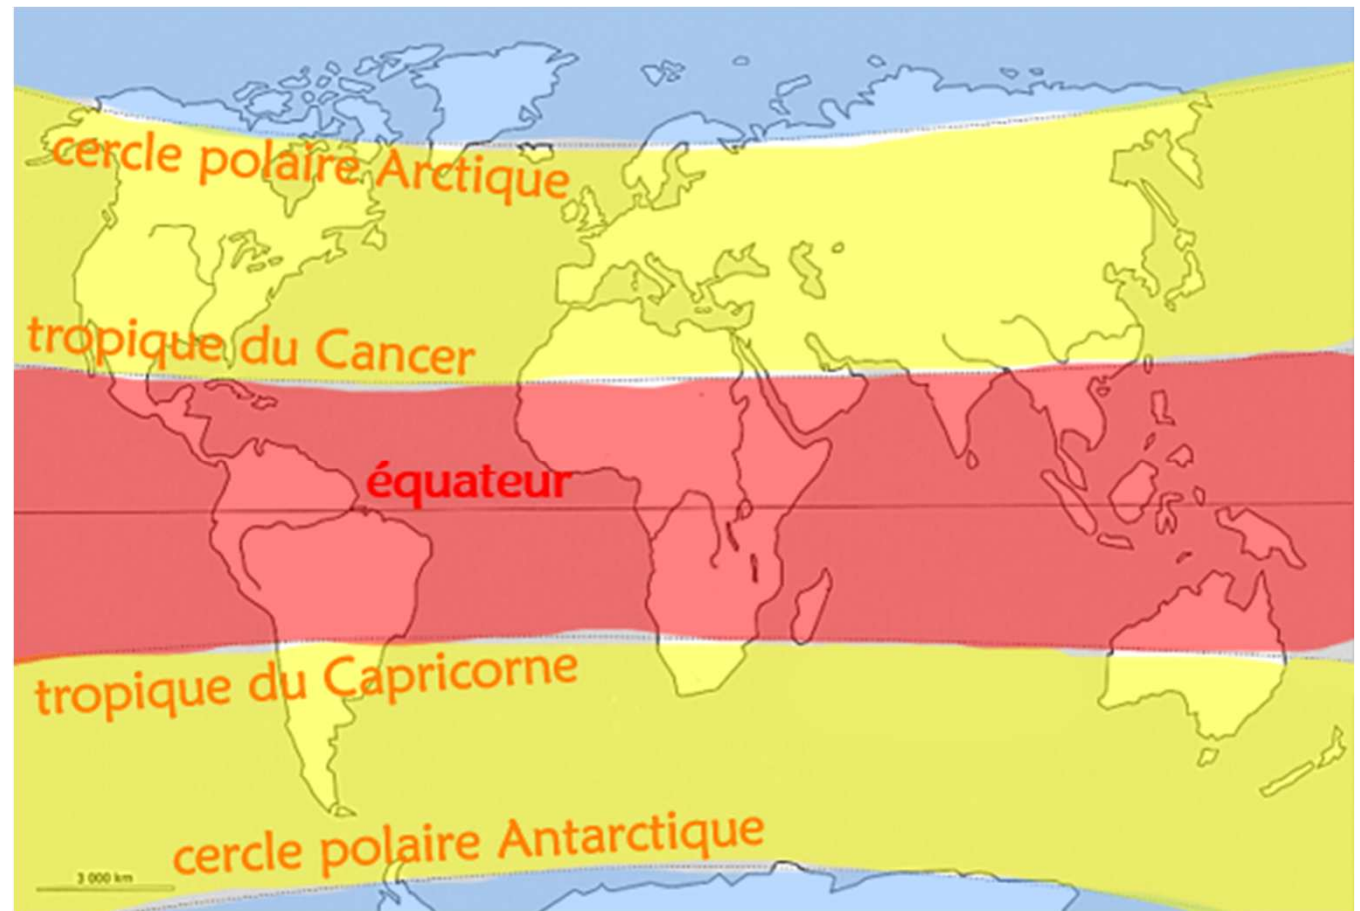 cercle polaire Arctique
tropique du Cancer
équateur
tropique du Capricorne
cercle polaire Antarctique
3 000 km